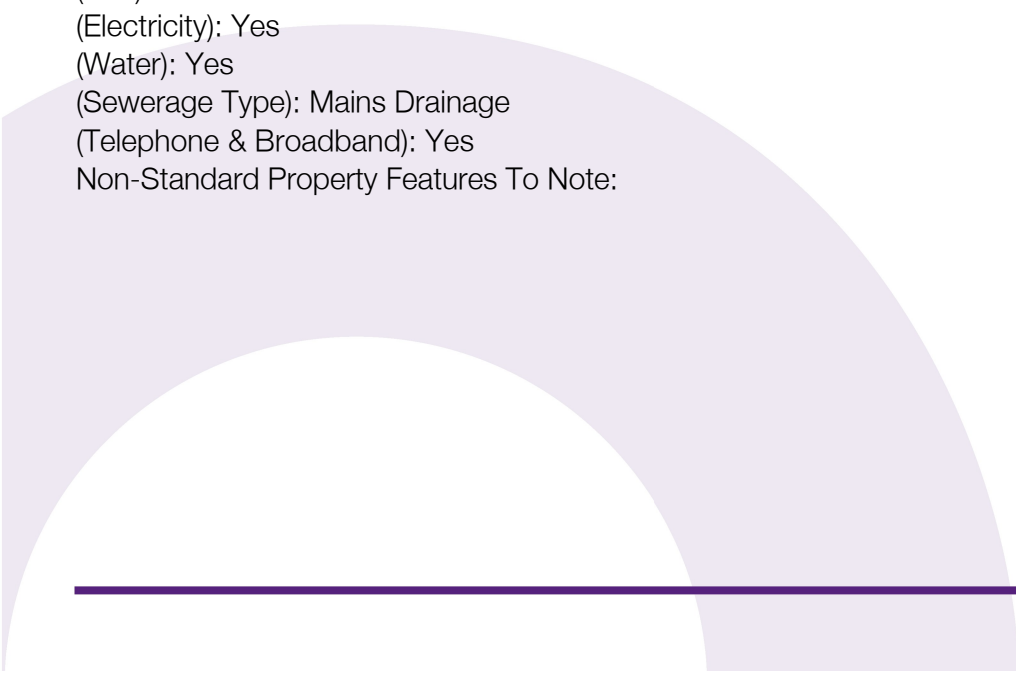 (Electricity): Yes
(Water): Yes
(Sewerage Type): Mains Drainage
(Telephone & Broadband): Yes
Non-Standard Property Features To Note: